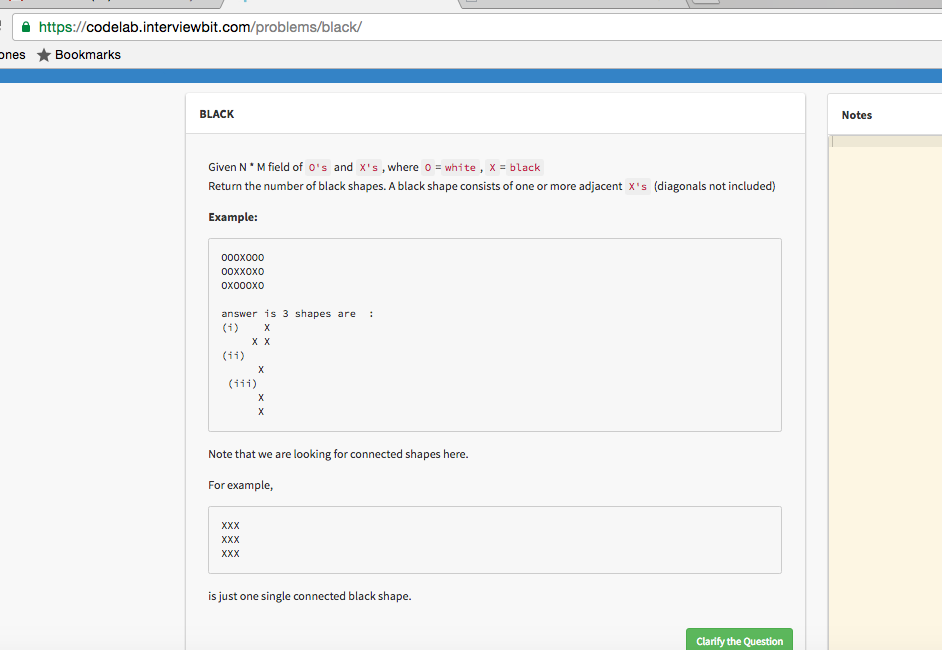 https://codelab.interviewbit.com/problems/black/
ones Bookmarks
BLACK
Notes
Given N * M field of O's and X's , where O = white , X = black
Return the number of black shapes. A black shape consists of one or more adjacent X's (diagonals not included)
Example:
OOOXOOO
OOXXOXO
OXOOOXO
answer is 3 shapes are  :
(i)    X
     X X
(ii)
      X
 (iii)
      X
      X
Note that we are looking for connected shapes here.
For example,
XXX
XXX
XXX
is just one single connected black shape.
Clarify the Question